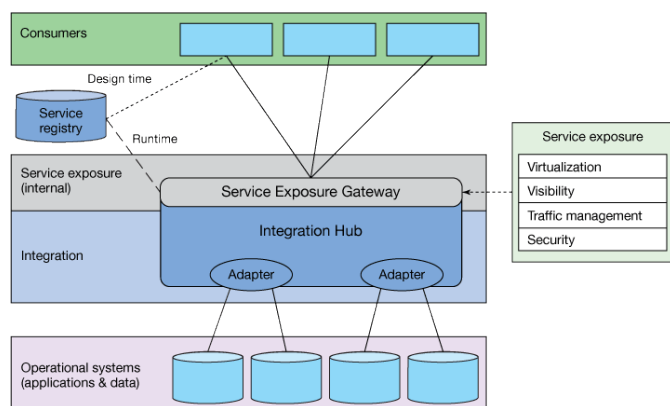 Consumers
Design time
Service
registry
Runtime
Service exposure
Service exposure
(internal)
Service Exposure Gateway
Virtualization
Visibility
Traffic management
Security
Integration Hub
Integration
Adapter
Adapter
Operational systems
(applications & data)